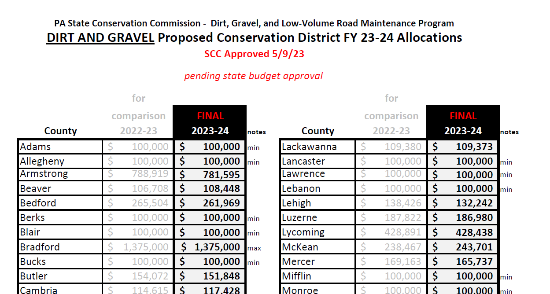 PA State Conservation Commission - Dirt, Gravel, and Low-Volume Road Maintenance Program
DIRT AND GRAVEL Proposed Conservation District FY 23-24 Allocations
SCC Approved 5/9/23
pending state budget approval
for comparison FINAL
County 2022-23 2023-24 notes
Adams $ 100,000 $ 100,000 min
Allegheny $ 100,000 $ 100,000 min
Armstrong $ 788,919 $ 781,595
Beaver $ 106,708 $ 108,448
Bedford $ 265,504 $ 261,969
Berks $ 100,000 $ 100,000 min
Blair $ 100,000 $ 100,000 min
Bradford $ 1,375,000 $ 1,375,000 max
Bucks $ 100,000 $ 100,000 min
Butler $ 154,072 $ 151,848
Cambria $ 114,615 $ 117,428
for comparison FINAL
County 2022-23 2023-24 notes
Lackawanna $ 109,380 $ 109,373
Lancaster $ 100,000 $ 100,000 min
Lawrence $ 100,000 $ 100,000 min
Lebanon $ 100,000 $ 100,000 min
Lehigh $ 138,426 $ 132,242
Luzerne $ 187,822 $ 186,980
Lycoming $ 428,891 $ 428,438
McKean $ 238,467 $ 243,701
Mercer $ 169,163 $ 165,737
Mifflin $ 100,000 $ 100,000 min
Monroe $ 100,000 $ 100,000 min